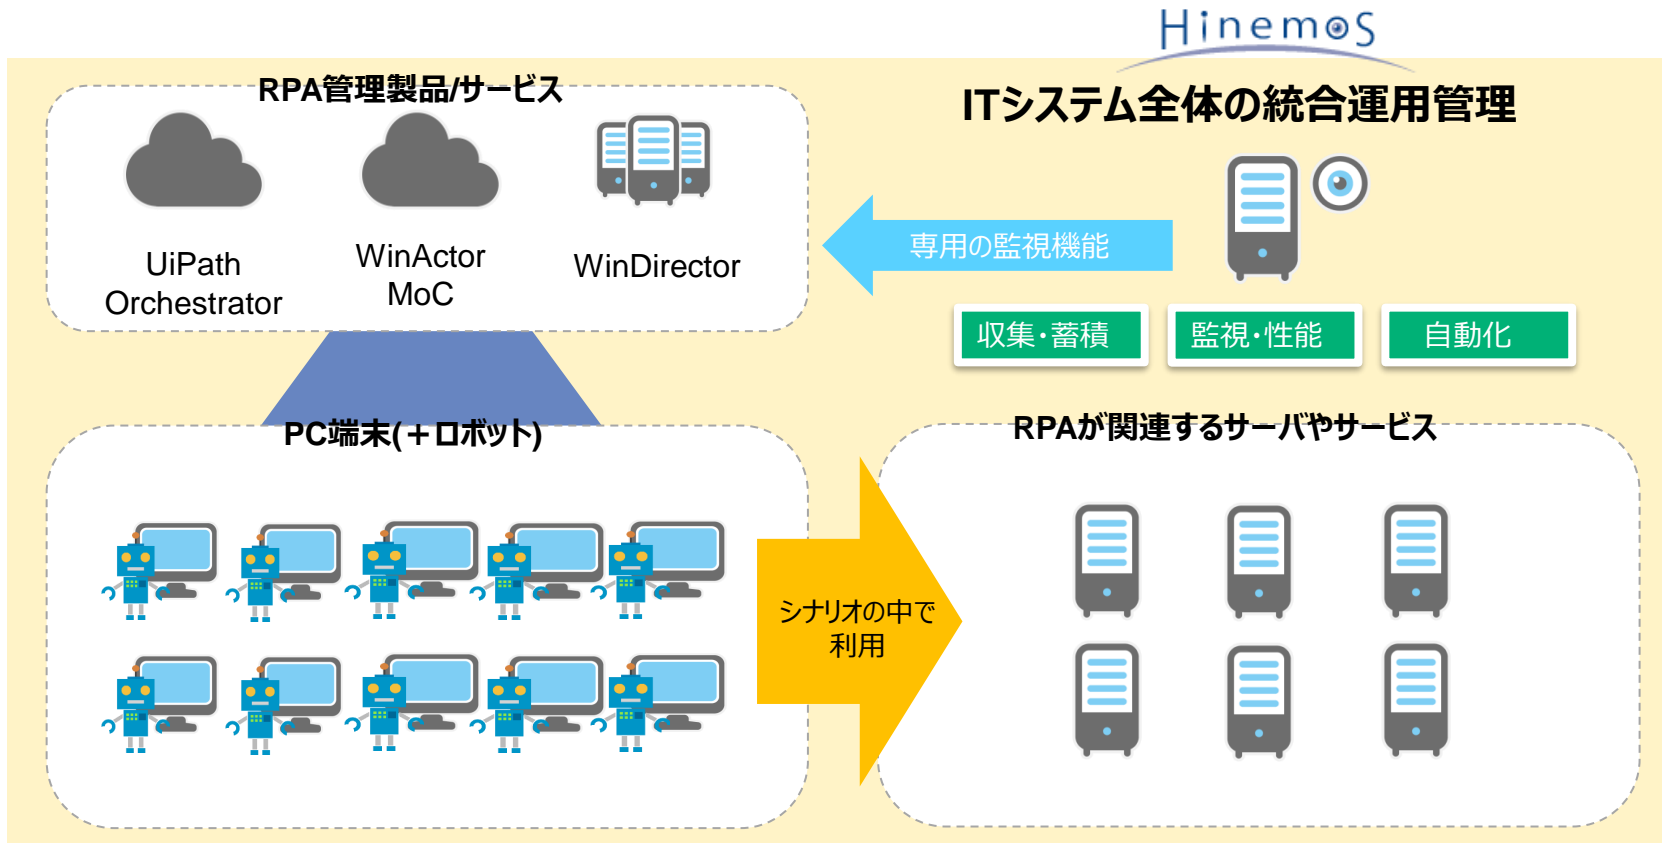 Hinemos
RPA管理製品/サービス
ITシステム全体の統合運用管理
UiPath
Orchestrator
WinActor
MoC
WinDirector
専用の監視機能
収集・蓄積
監視・性能
自動化
PC端末(+ロボット)
RPAが関連するサーバやサービス
シナリオの中で
利用